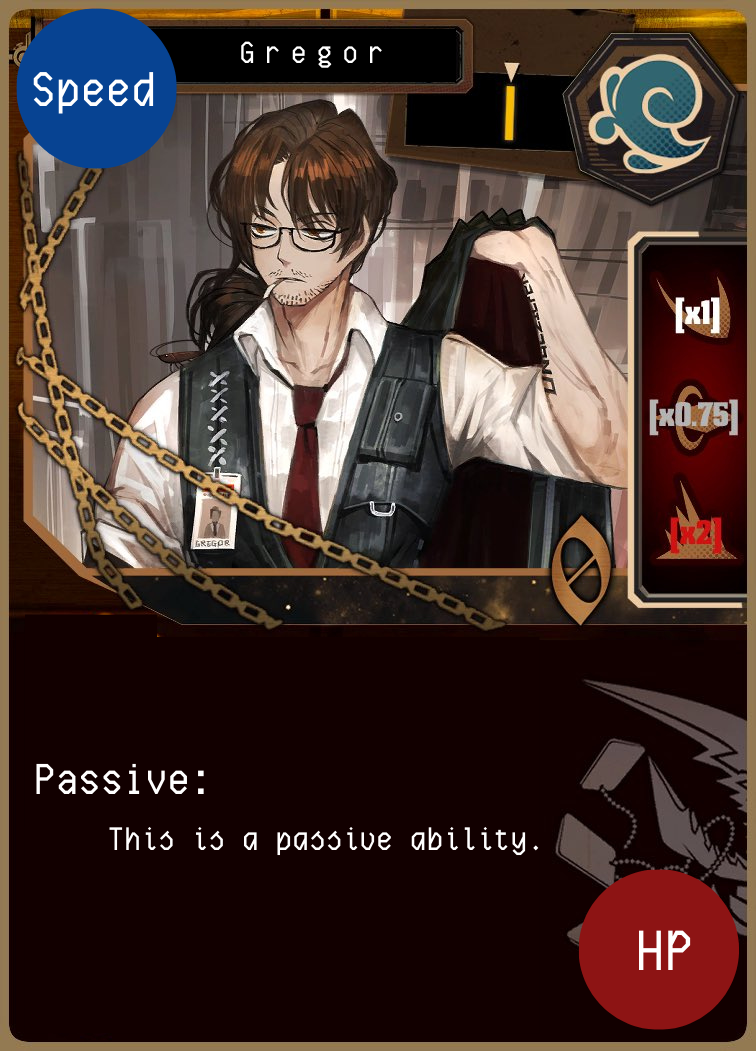 Speed
Gregor
[x1]
[x0.75]
[x2]
GREGOR
Passive:
This is a passive ability.
HP